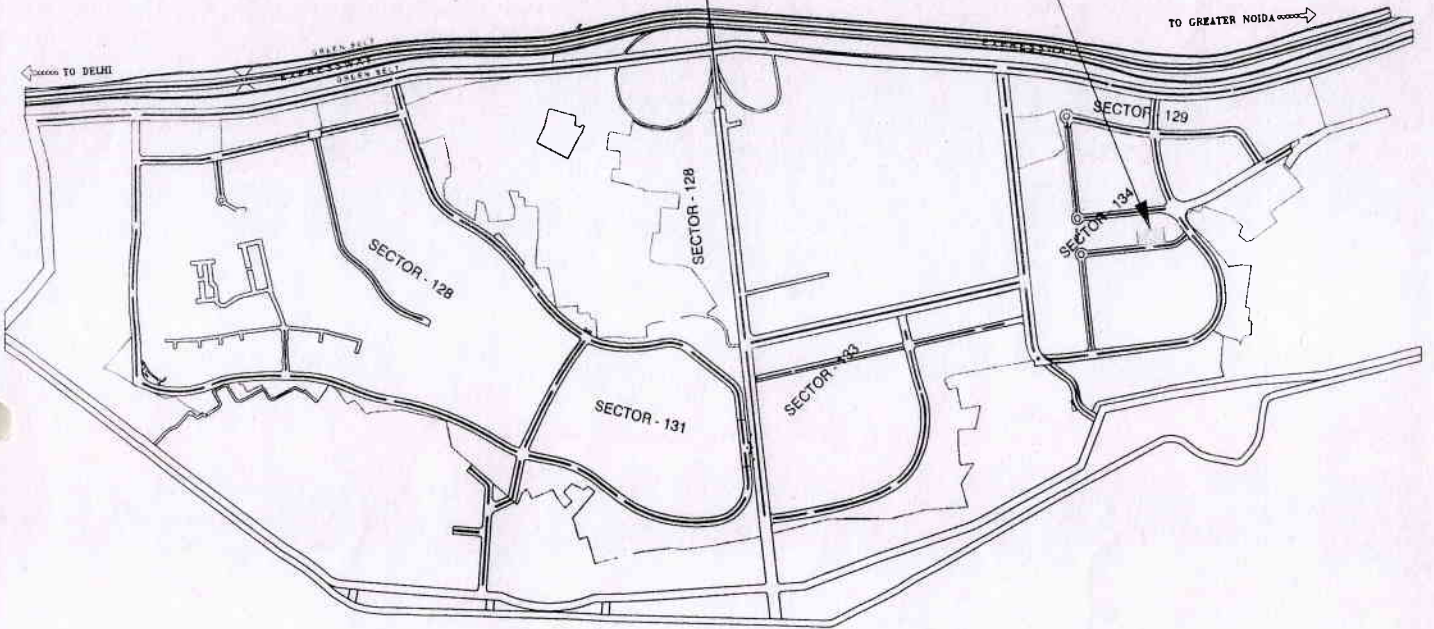 TO GREATER NOIDA
GREEN BELT
EXPRESSWAY
EXPRESSWAY
TO DELHI
GREEN BELT
SECTOR - 129
SECTOR - 128
SECTOR - 134
SECTOR - 128
SECTOR - 133
SECTOR - 131